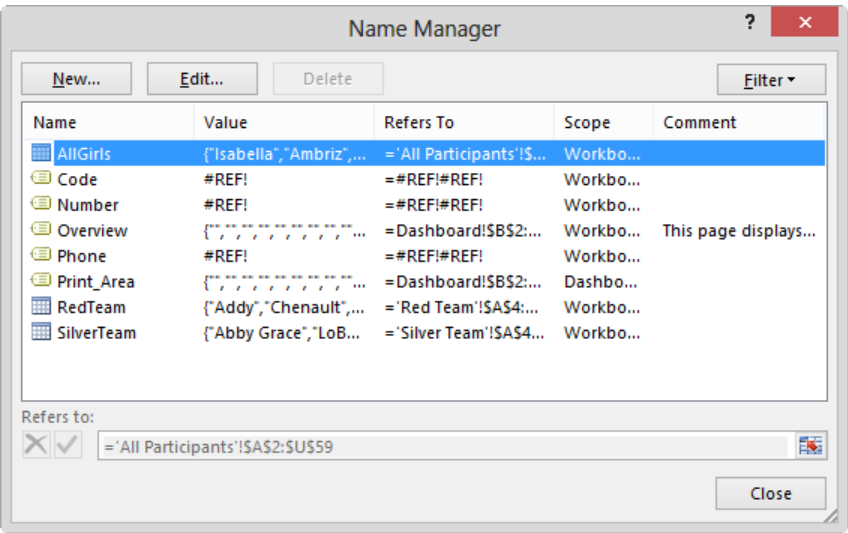 Name Manager ? ×
New... Edit... Delete Filter
Name Value Refers To Scope Comment
AllGirls {"Isabella","Ambriz",... ='All Participants'!$... Workbo...
Code #REF! =#REF!#REF! Workbo...
Number #REF! =#REF!#REF! Workbo...
Overview {"","","","","","","","",""... =Dashboard!$B$2:... Workbo... This page displays...
Phone #REF! =#REF!#REF! Workbo...
Print_Area {"","","","","","","","",""... =Dashboard!$B$2:... Dashbo...
RedTeam {"Addy","Chenault",... ='Red Team'!$A$4:... Workbo...
SilverTeam {"Abby Grace","LoB... ='Silver Team'!$A$4... Workbo...
Refers to:
='All Participants'!$A$2:$U$59
Close